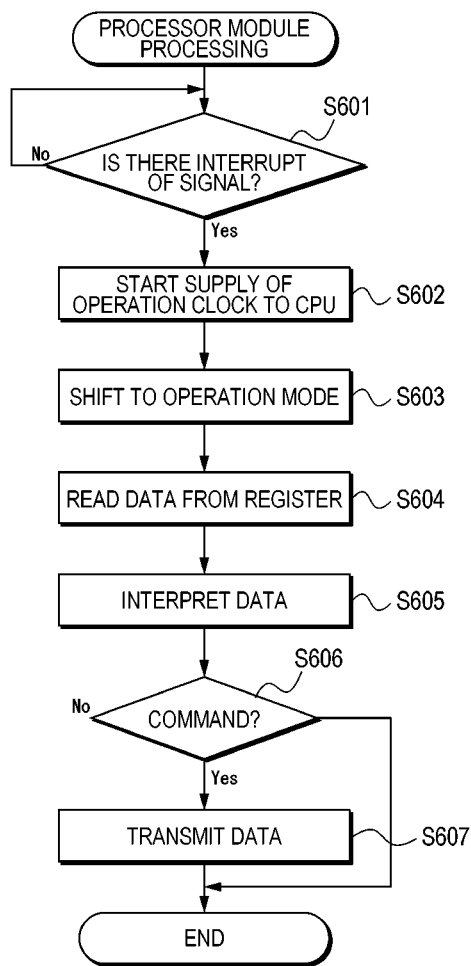 PROCESSOR MODULE
PROCESSING
S601
No
IS THERE INTERRUPT
OF SIGNAL?
Yes
START SUPPLY OF
OPERATION CLOCK TO CPU
S602
SHIFT TO OPERATION MODE
S603
READ DATA FROM REGISTER
S604
INTERPRET DATA
S605
S606
No
COMMAND?
Yes
TRANSMIT DATA
S607
END